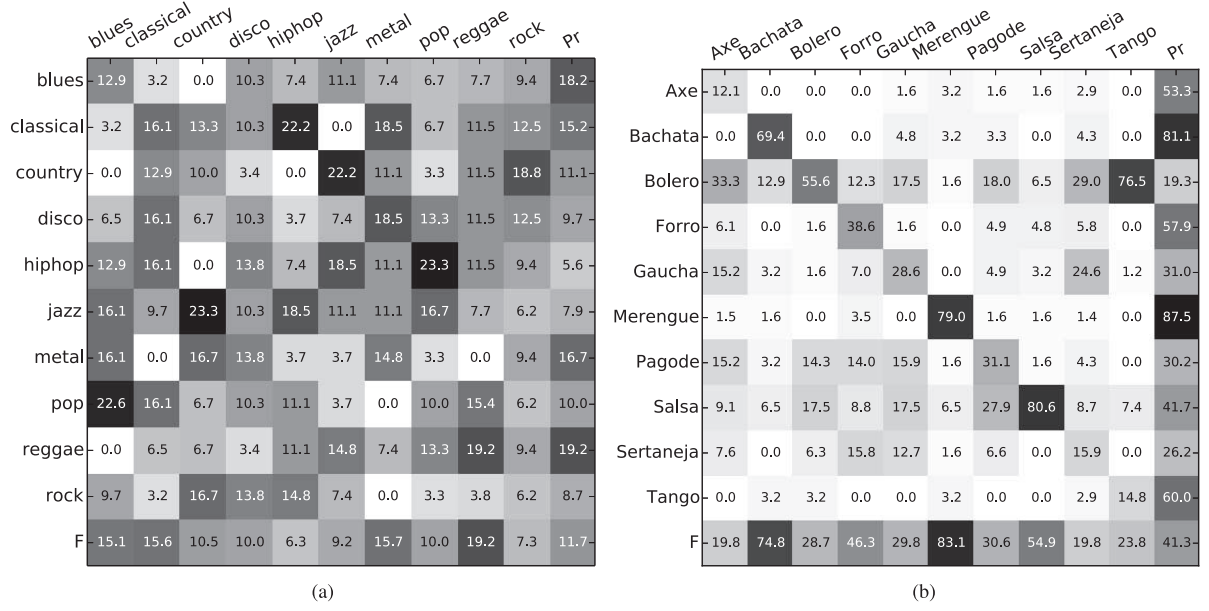 blues classical country disco hiphop jazz metal pop reggae rock Pr
blues 12.9 3.2 0.0 10.3 7.4 11.1 7.4 6.7 7.7 9.4 18.2
classical 3.2 16.1 13.3 10.3 22.2 0.0 18.5 6.7 11.5 12.5 15.2
country 0.0 12.9 10.0 3.4 0.0 22.2 11.1 3.3 11.5 18.8 11.1
disco 6.5 16.1 6.7 10.3 3.7 7.4 18.5 13.3 11.5 12.5 9.7
hiphop 12.9 16.1 0.0 13.8 7.4 18.5 11.1 23.3 11.5 9.4 5.6
jazz 16.1 9.7 23.3 10.3 18.5 11.1 11.1 16.7 7.7 6.2 7.9
metal 16.1 0.0 16.7 13.8 3.7 3.7 14.8 3.3 0.0 9.4 16.7
pop 22.6 16.1 6.7 10.3 11.1 3.7 0.0 10.0 15.4 6.2 10.0
reggae 0.0 6.5 6.7 3.4 11.1 14.8 7.4 13.3 19.2 9.4 19.2
rock 9.7 3.2 16.7 13.8 14.8 7.4 0.0 3.3 3.8 6.2 8.7
F 15.1 15.6 10.5 10.0 6.3 9.2 15.7 10.0 19.2 7.3 11.7
(a)
Axe Bachata Bolero Forro Gaucha Merengue Pagode Salsa Sertaneja Tango Pr
Axe 12.1 0.0 0.0 0.0 1.6 3.2 1.6 1.6 2.9 0.0 53.3
Bachata 0.0 69.4 0.0 0.0 4.8 3.2 3.3 0.0 4.3 0.0 81.1
Bolero 33.3 12.9 55.6 12.3 17.5 1.6 18.0 6.5 29.0 76.5 19.3
Forro 6.1 0.0 1.6 38.6 1.6 0.0 4.9 4.8 5.8 0.0 57.9
Gaucha 15.2 3.2 1.6 7.0 28.6 0.0 4.9 3.2 24.6 1.2 31.0
Merengue 1.5 1.6 0.0 3.5 0.0 79.0 1.6 1.6 1.4 0.0 87.5
Pagode 15.2 3.2 14.3 14.0 15.9 1.6 31.1 1.6 4.3 0.0 30.2
Salsa 9.1 6.5 17.5 8.8 17.5 6.5 27.9 80.6 8.7 7.4 41.7
Sertaneja 7.6 0.0 6.3 15.8 12.7 1.6 6.6 0.0 15.9 0.0 26.2
Tango 0.0 3.2 3.2 0.0 0.0 3.2 0.0 0.0 2.9 14.8 60.0
F 19.8 74.8 28.7 46.3 29.8 83.1 30.6 54.9 19.8 23.8 41.3
(b)